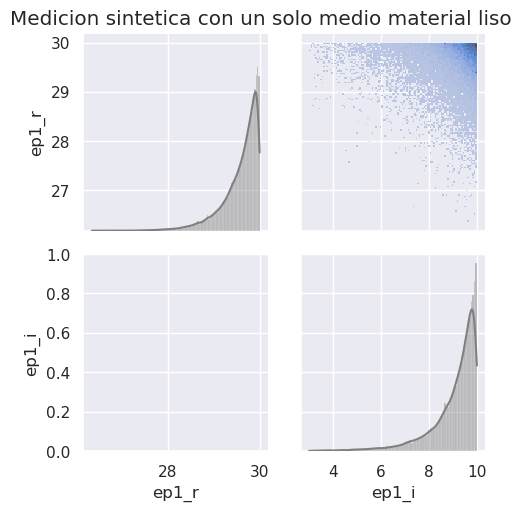 Medicion sintetica con un solo medio material liso
30
29
28
27
ep1_r
1.0
0.8
0.6
0.4
0.2
0.0
ep1_i
28 30
4 6 8 10
ep1_r
ep1_i